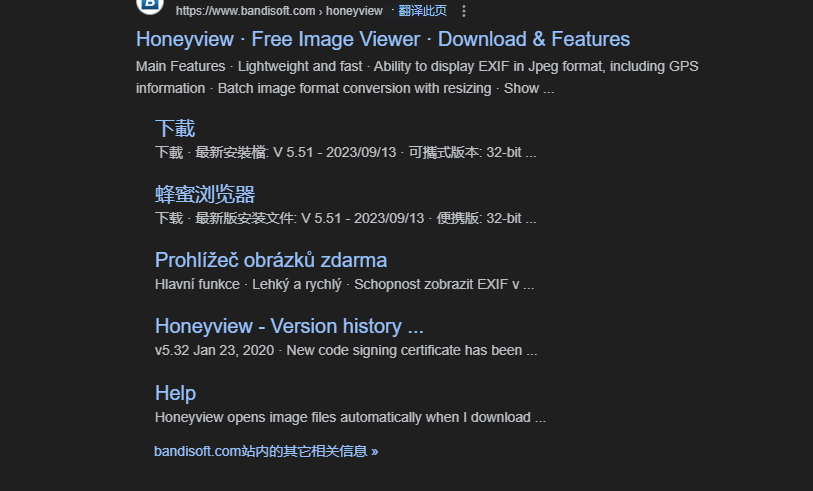 B
https://www.bandisoft.com › honeyview · 翻译此页
Honeyview · Free Image Viewer · Download & Features
Main Features · Lightweight and fast · Ability to display EXIF in Jpeg format, including GPS
information · Batch image format conversion with resizing · Show ...
下載
下載 · 最新安裝檔: V 5.51 - 2023/09/13 · 可攜式版本: 32-bit ...
蜂蜜浏览器
下载 · 最新版安装文件: V 5.51 - 2023/09/13 · 便携版: 32-bit ...
Prohlížeč obrázků zdarma
Hlavní funkce · Lehký a rychlý · Schopnost zobrazit EXIF v ...
Honeyview - Version history ...
v5.32 Jan 23, 2020 · New code signing certificate has been ...
Help
Honeyview opens image files automatically when I download ...
bandisoft.com站内的其它相关信息 »